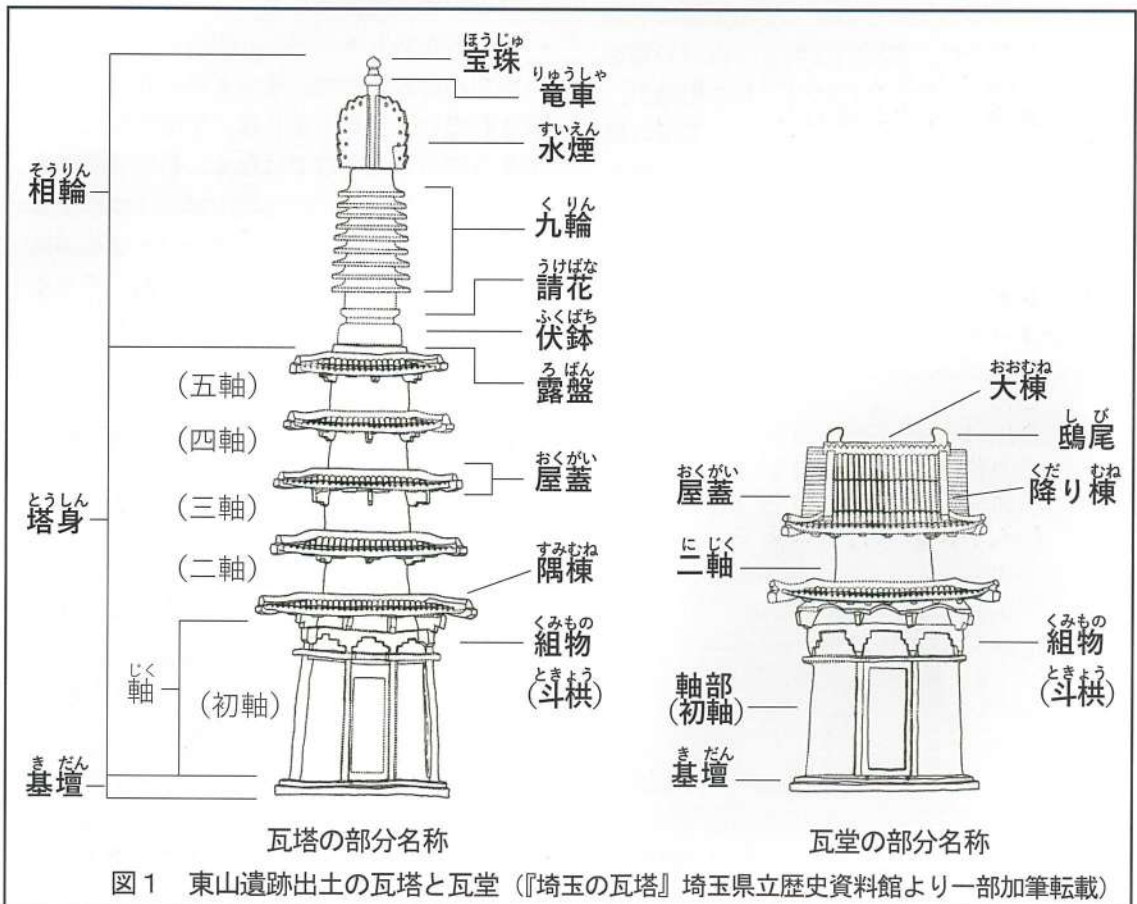 ほうじゅ
宝珠
りゅうしゃ
竜車
すいえん
水煙
そうりん
相輪
くりん
九輪
うけばな
請花
ふくばち
伏鉢
ろばん
露盤
(五軸)
(四軸)
おくがい
屋蓋
(三軸)
とうしん
塔身
(二軸)
すみむね
隅棟
くみもの
組物
ときょう
(斗栱)
じく
軸
(初軸)
きだん
基壇
瓦塔の部分名称
おおむね
大棟
しび
鴟尾
おくがい
屋蓋
くだ むね
降り棟
にじく
二軸
くみもの
組物
ときょう
(斗栱)
軸部
(初軸)
きだん
基壇
瓦堂の部分名称
図1 東山遺跡出土の瓦塔と瓦堂(『埼玉の瓦塔』埼玉県立歴史資料館より一部加筆転載)